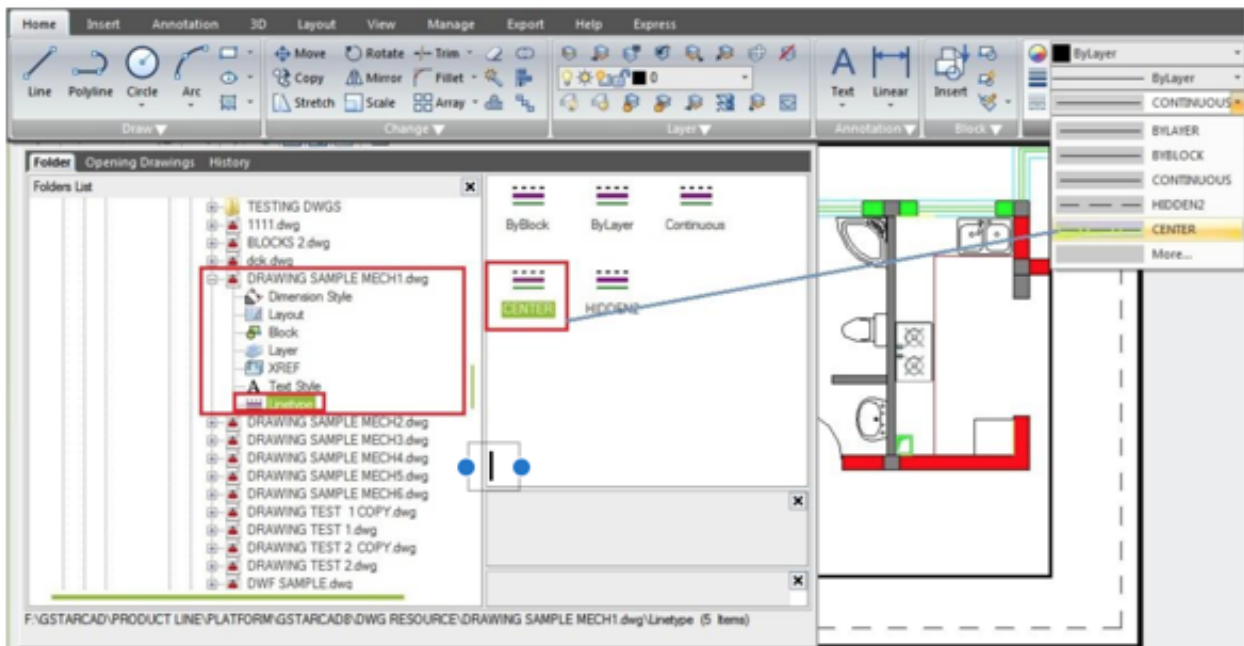 Home Insert Annotation 3D Layout View Manage Export Help Express
Line Polyline Circle Arc
Move Rotate Trim
Copy Mirror Fillet
Stretch Scale Array
0
Text Linear
Insert
ByLayer
ByLayer
CONTINUOUS
Draw Change Layer Annotation Block
BYLAYER
BYBLOCK
CONTINUOUS
HIDDEN2
CENTER
More...
Folder Opening Drawings History
Folders List
TESTING DWGS
1111.dwg
BLOCKS 2.dwg
dck.dwg
DRAWING SAMPLE MECH1.dwg
Dimension Style
Layout
Block
Layer
XREF
Text Style
Linetype
DRAWING SAMPLE MECH2.dwg
DRAWING SAMPLE MECH3.dwg
DRAWING SAMPLE MECH4.dwg
DRAWING SAMPLE MECH5.dwg
DRAWING SAMPLE MECH6.dwg
DRAWING TEST 1 COPY.dwg
DRAWING TEST 1.dwg
DRAWING TEST 2 COPY.dwg
DRAWING TEST 2.dwg
DWF SAMPLE.dwg
ByBlock ByLayer Continuous
CENTER HIDDEN2
F:\GSTARCAD\PRODUCT LINE\PLATFORM\GSTARCAD8\DWG RESOURCE\DRAWING SAMPLE MECH1.dwg\Linetype (5 Items)